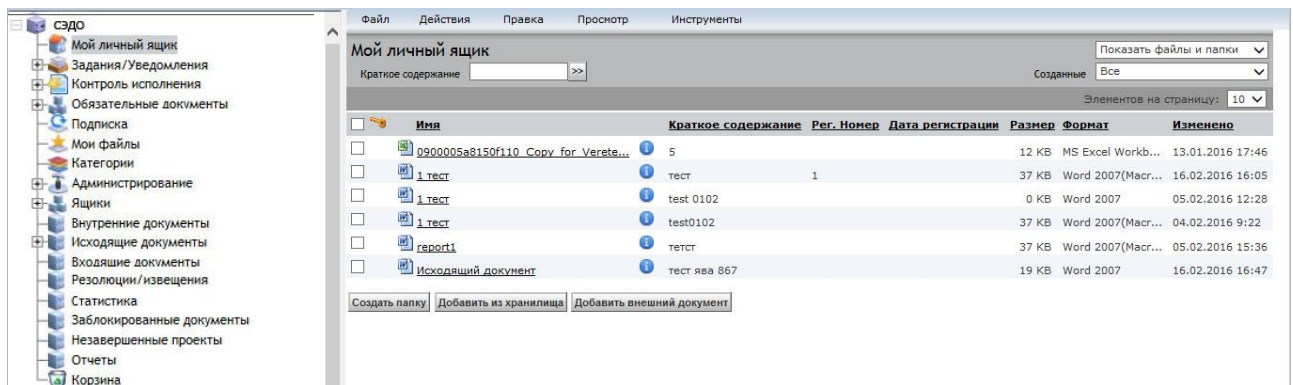 СЭДО
Мой личный ящик
Задания/Уведомления
Контроль исполнения
Обязательные документы
Подписка
Мои файлы
Категории
Администрирование
Ящики
Внутренние документы
Исходящие документы
Входящие документы
Резолюции/извещения
Статистика
Заблокированные документы
Незавершенные проекты
Отчеты
Корзина
Файл Действия Правка Просмотр Инструменты
Мой личный ящик Показать файлы и папки
Краткое содержание >> Созданные Все
Элементов на страницу: 10
Имя Краткое содержание Рег. Номер Дата регистрации Размер Формат Изменено
0900005a8150f110_Copy_for_Verete... 5 12 KB MS Excel Workb... 13.01.2016 17:46
1 тест тест 1 37 KB Word 2007(Macr... 16.02.2016 16:05
1 тест test 0102 0 KB Word 2007 05.02.2016 12:28
1 тест test0102 37 KB Word 2007(Macr... 04.02.2016 9:22
report1 тетст 37 KB Word 2007(Macr... 05.02.2016 15:36
Исходящий документ тест ява 867 19 KB Word 2007 16.02.2016 16:47
Создать папку Добавить из хранилища Добавить внешний документ